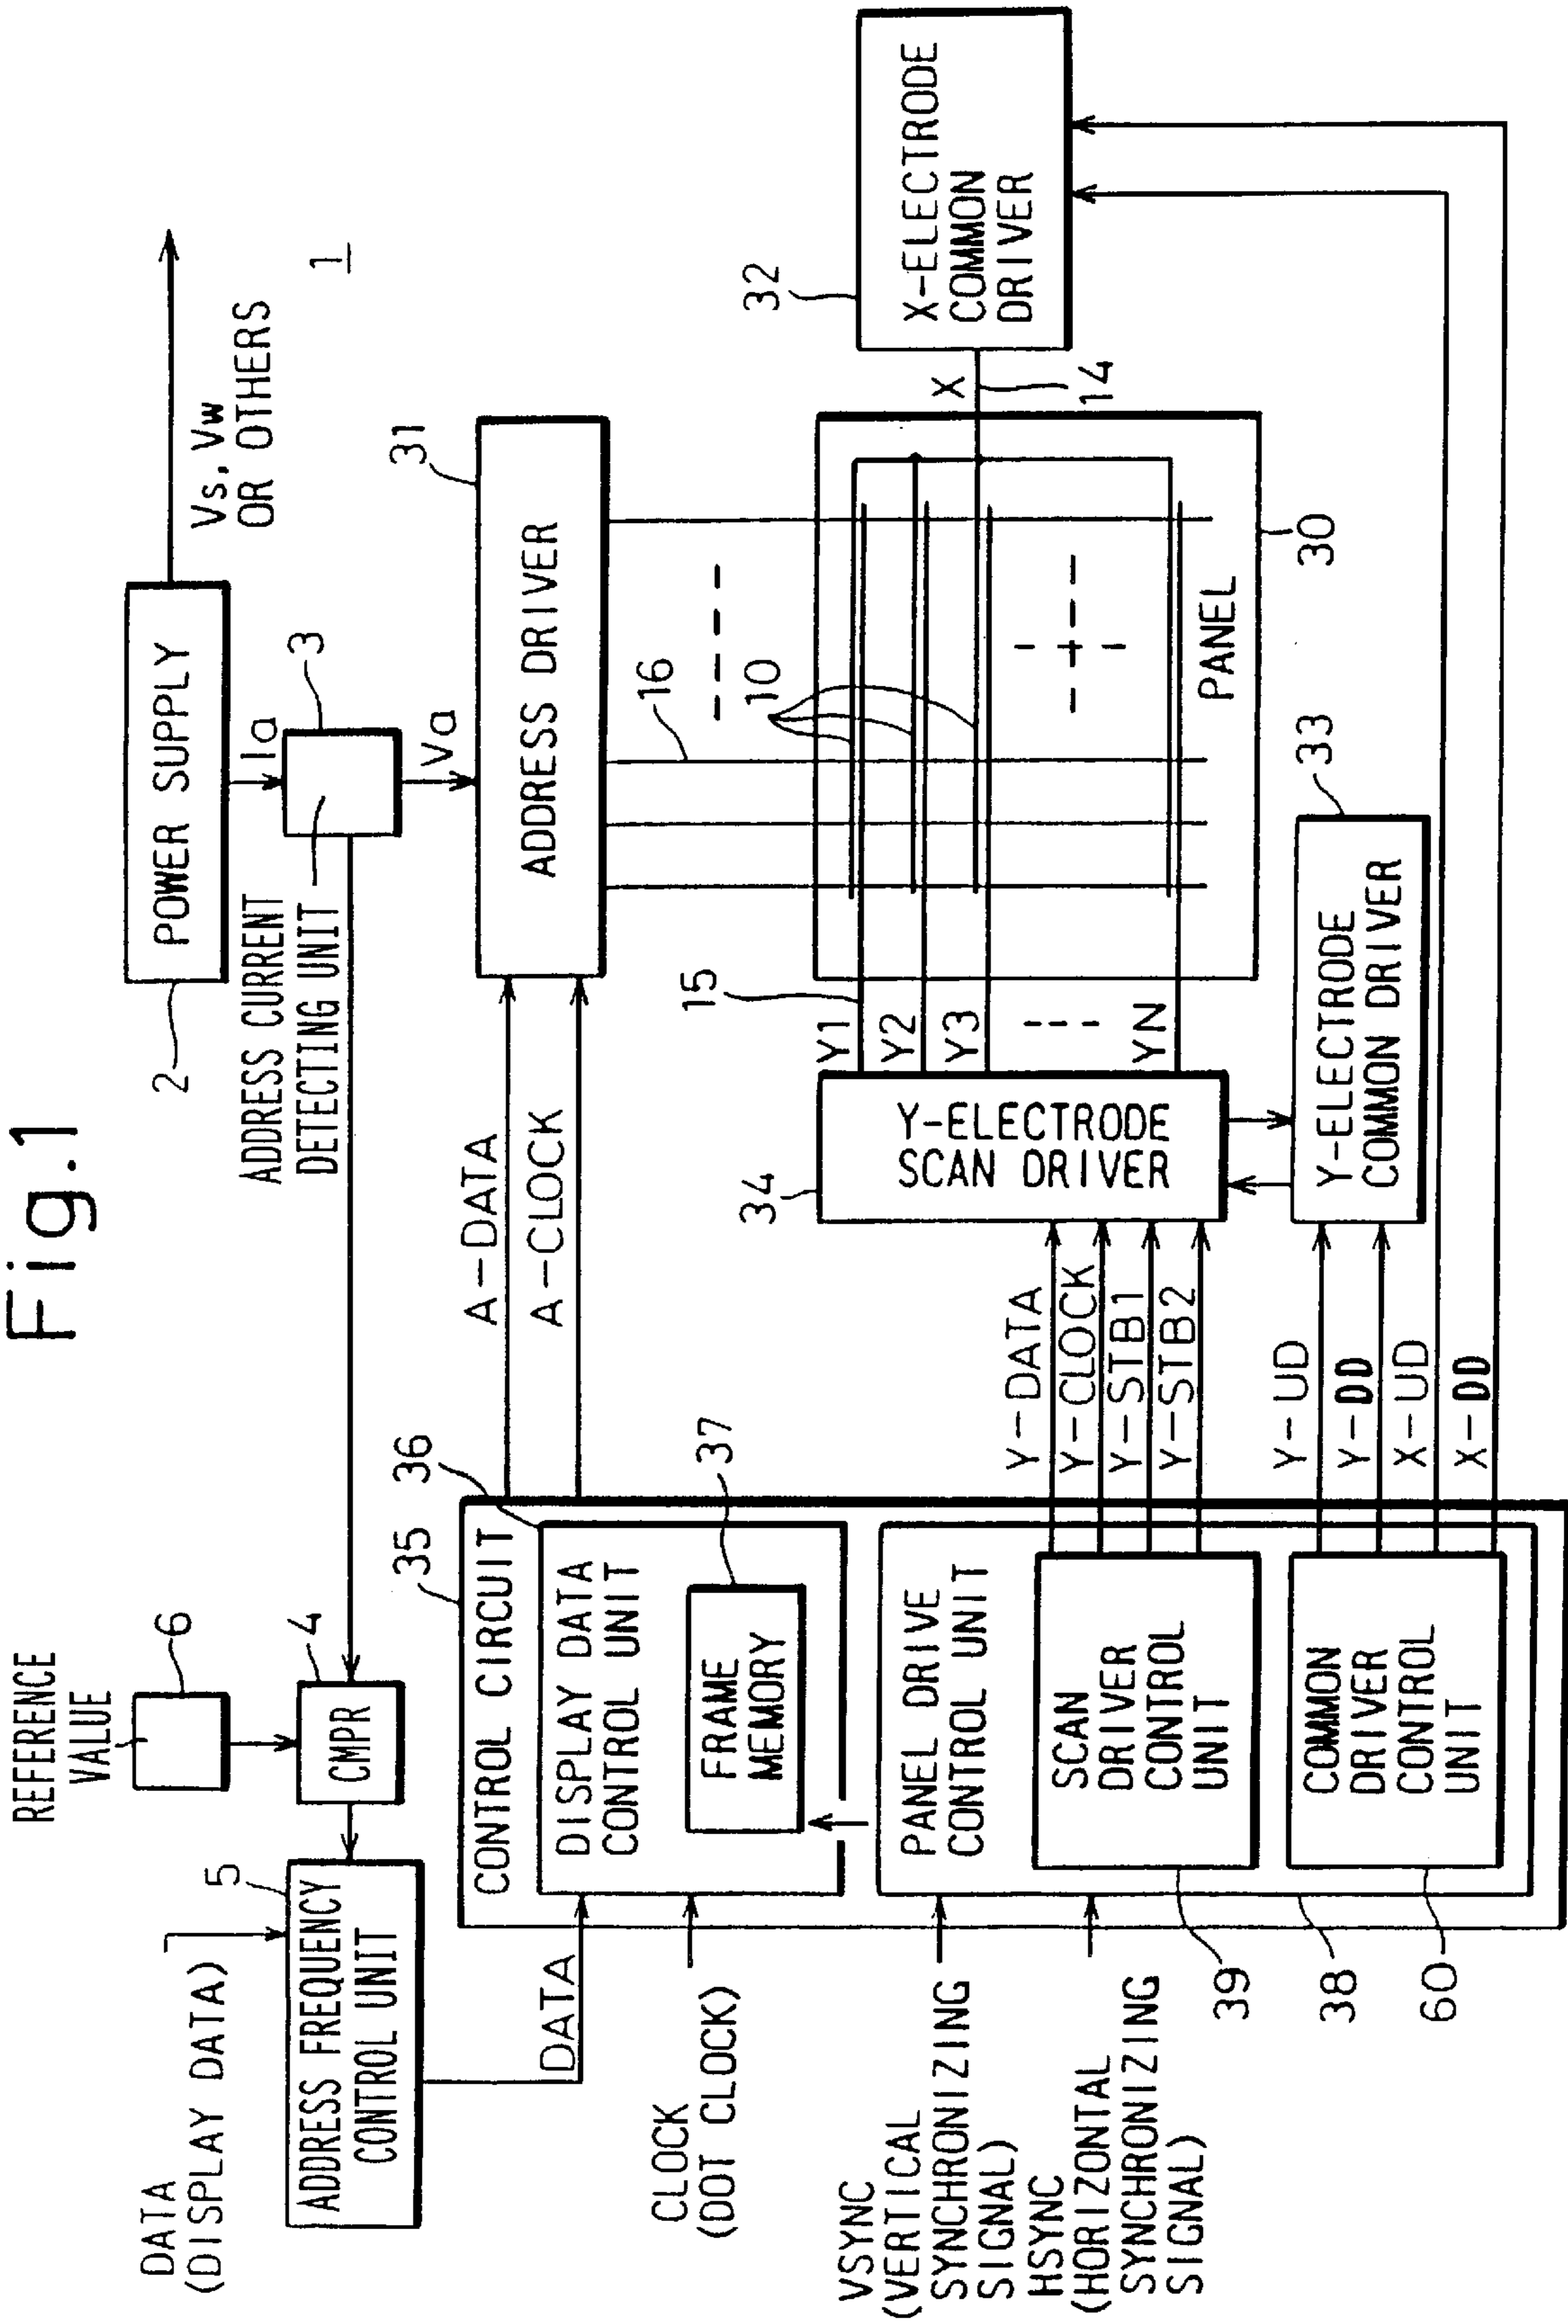 Fig.1
REFERENCE
VALUE
6
DATA
(DISPLAY DATA)
5
ADDRESS FREQUENCY
CONTROL UNIT
4
CMPR
2
POWER SUPPLY
Vs, Vw
OR OTHERS
1
Ia
3
ADDRESS CURRENT
DETECTING UNIT
Va
31
ADDRESS DRIVER
A-DATA
A-CLOCK
35
CONTROL CIRCUIT
36
DISPLAY DATA
CONTROL UNIT
37
FRAME
MEMORY
DATA
CLOCK
(DOT CLOCK)
VSYNC
(VERTICAL
SYNCHRONIZING
SIGNAL)
HSYNC
(HORIZONTAL
SYNCHRONIZING
SIGNAL)
PANEL DRIVE
CONTROL UNIT
SCAN
DRIVER
CONTROL
UNIT
39
38
COMMON
DRIVER
CONTROL
UNIT
60
Y-DATA
Y-CLOCK
Y-STB1
Y-STB2
Y-UD
Y-DD
X-UD
X-DD
34
Y-ELECTRODE
SCAN DRIVER
33
Y-ELECTRODE
COMMON DRIVER
15
Y1
Y2
Y3
YN
16
10
PANEL
30
X
14
32
X-ELECTRODE
COMMON
DRIVER